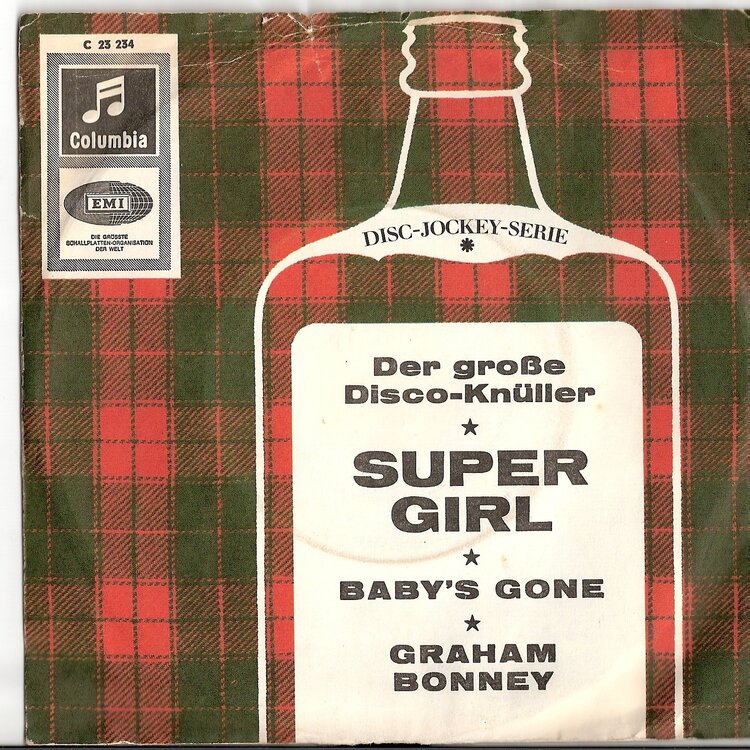 C 23 234
Columbia
EMI
DIE GRÖSSTE
SCHALLPLATTEN-ORGANISATION
DER WELT
DISC-JOCKEY-SERIE
*
Der große
Disco-Knüller
★
SUPER
GIRL
★
BABY'S GONE
★
GRAHAM
BONNEY